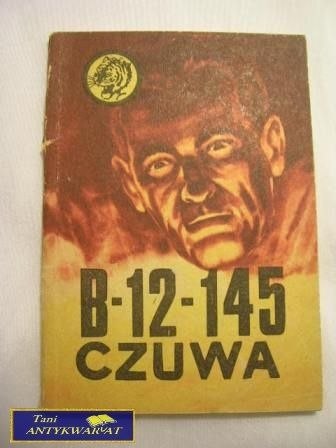 B-12-145
CZUWA
Tani
ANTYKWARIAT